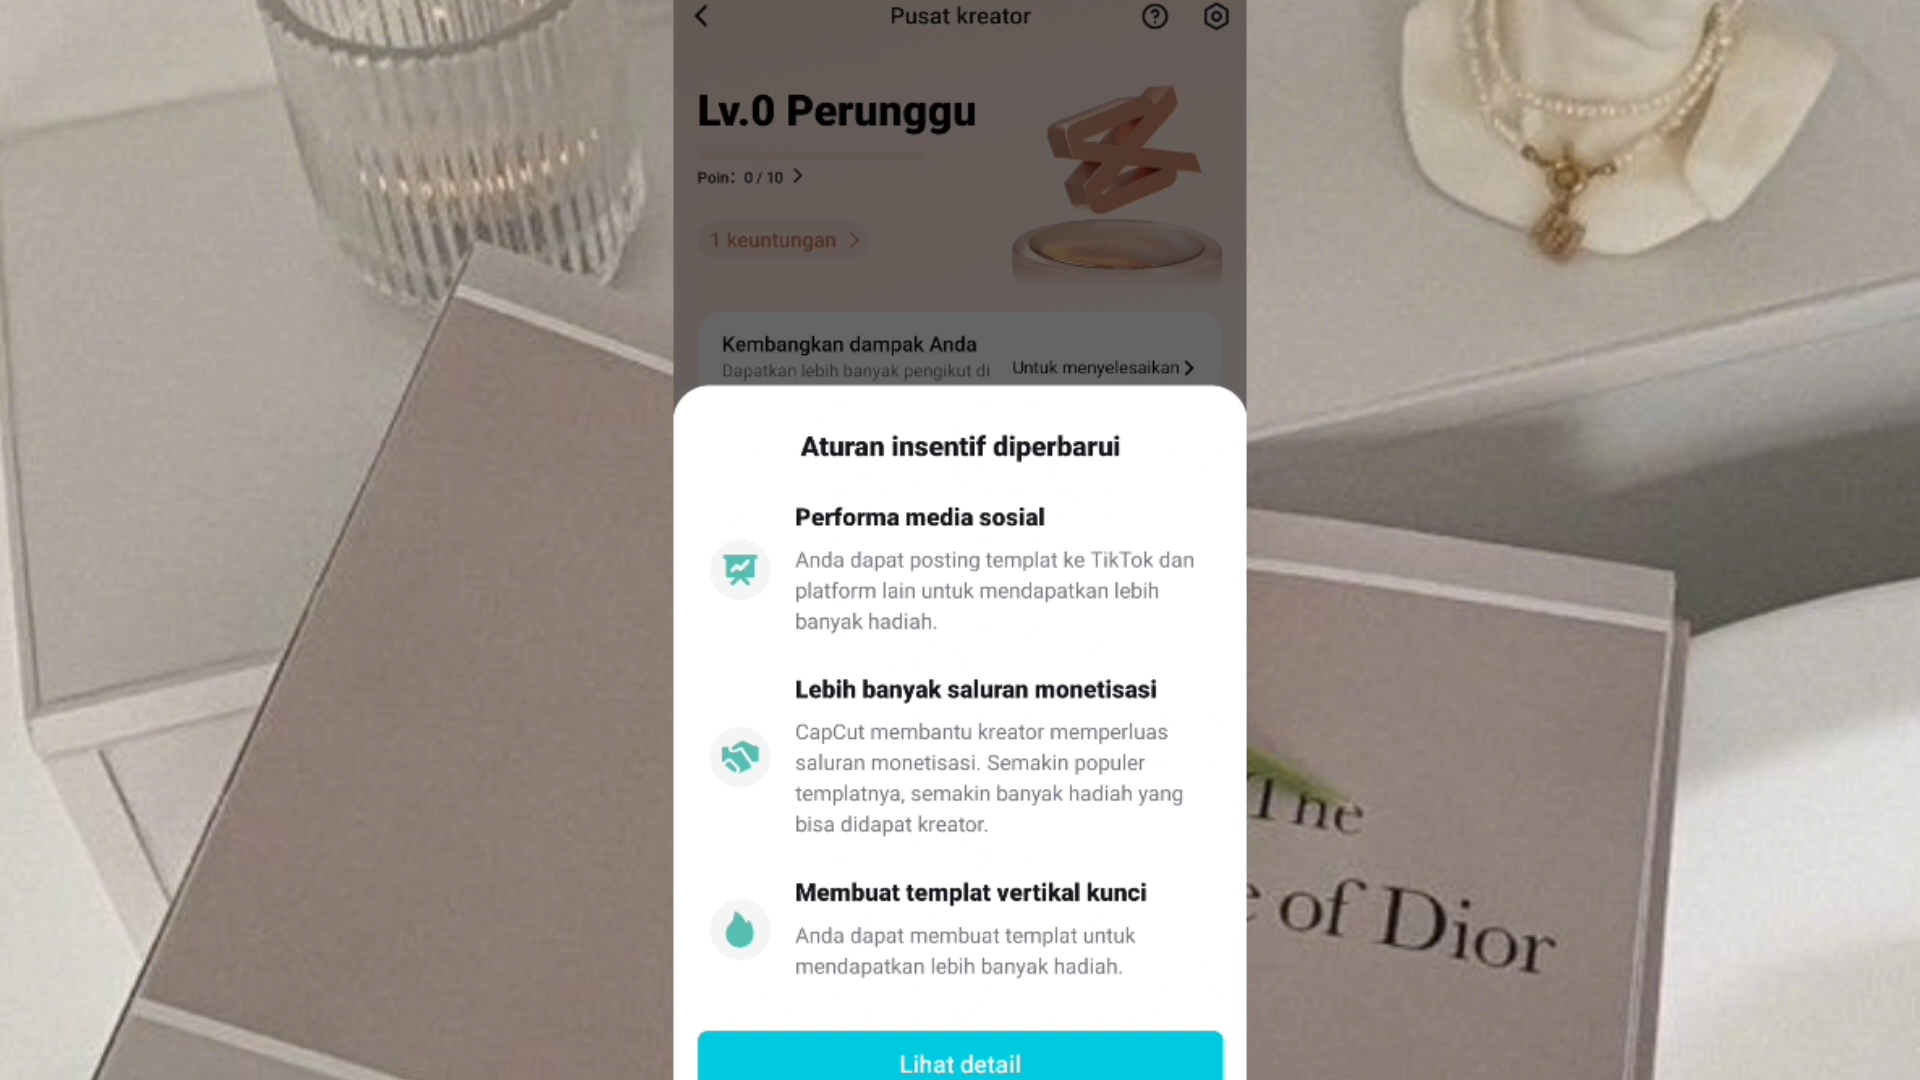 Pusat kreator
Lv.0 Perunggu
Poin: 0 / 10
1 keuntungan
Kembangkan dampak Anda
Dapatkan lebih banyak pengikut di
Untuk menyelesaikan
Aturan insentif diperbarui
Performa media sosial
Anda dapat posting templat ke TikTok dan
platform lain untuk mendapatkan lebih
banyak hadiah.
Lebih banyak saluran monetisasi
CapCut membantu kreator memperluas
saluran monetisasi. Semakin populer
templatnya, semakin banyak hadiah yang
bisa didapat kreator.
Membuat templat vertikal kunci
Anda dapat membuat templat untuk
mendapatkan lebih banyak hadiah.
Lihat detail
The
e of Dior